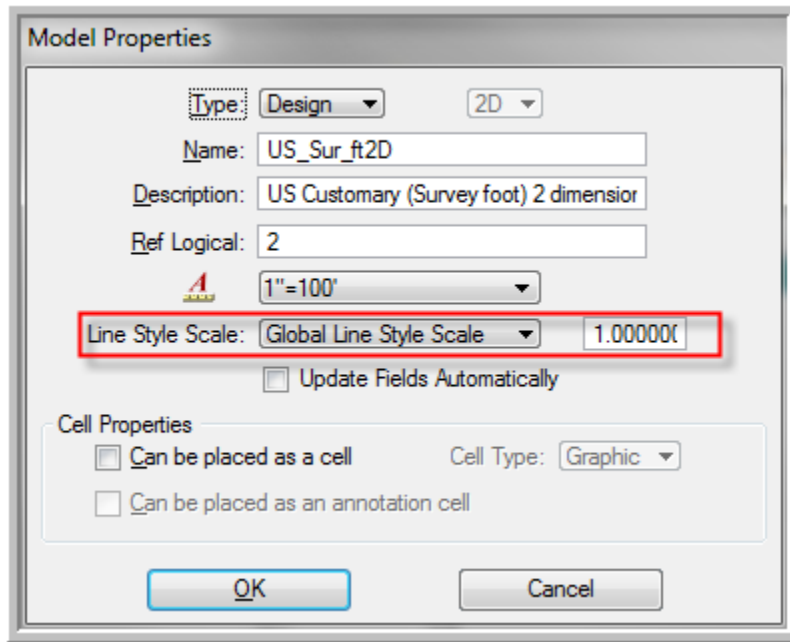 Model Properties
Type: Design 2D
Name: US_Sur_ft2D
Description: US Customary (Survey foot) 2 dimension
Ref Logical: 2
A 1"=100'
Line Style Scale: Global Line Style Scale 1.000000
Update Fields Automatically
Cell Properties
Can be placed as a cell Cell Type: Graphic
Can be placed as an annotation cell
OK Cancel